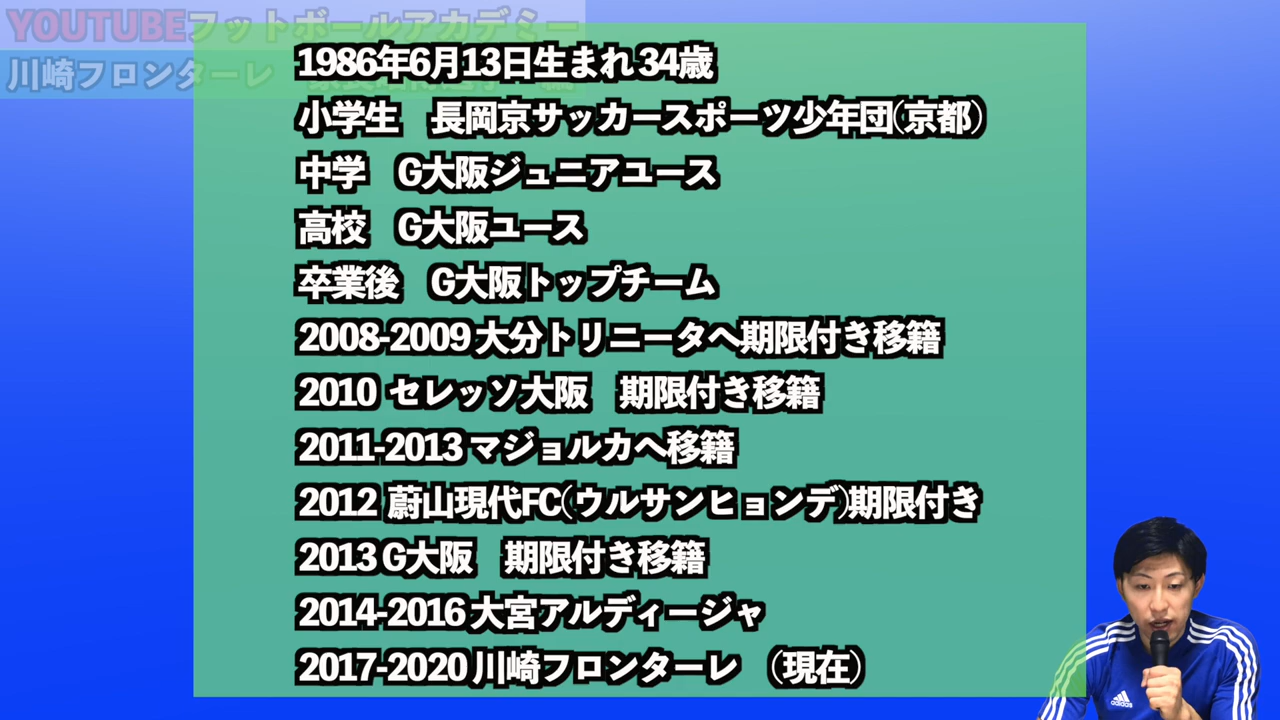 YOUTUBEフットボールアカデミー
川崎フロンターレ
1986年6月13日生まれ 34歳
小学生　長岡京サッカースポーツ少年団(京都)
中学　G大阪ジュニアユース
高校　G大阪ユース
卒業後　G大阪トップチーム
2008-2009 大分トリニータへ期限付き移籍
2010 セレッソ大阪　期限付き移籍
2011-2013 マジョルカへ移籍
2012 蔚山現代FC(ウルサンヒョンデ)期限付き
2013 G大阪　期限付き移籍
2014-2016 大宮アルディージャ
2017-2020 川崎フロンターレ　(現在)
adidas